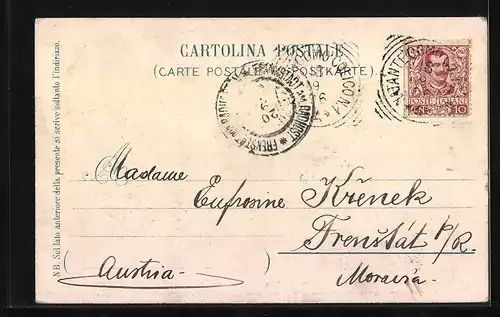 CARTOLINA POSTALE
(CARTE POSTALE - POSTKARTE)
N B. Sul lato anteriore della presente si scrive soltanto l'indirizzo.
POSTE ITALIANE
10
COMO
Madame
Eufrosine Křenek
Frenštát p/R.
Austria
Moravia